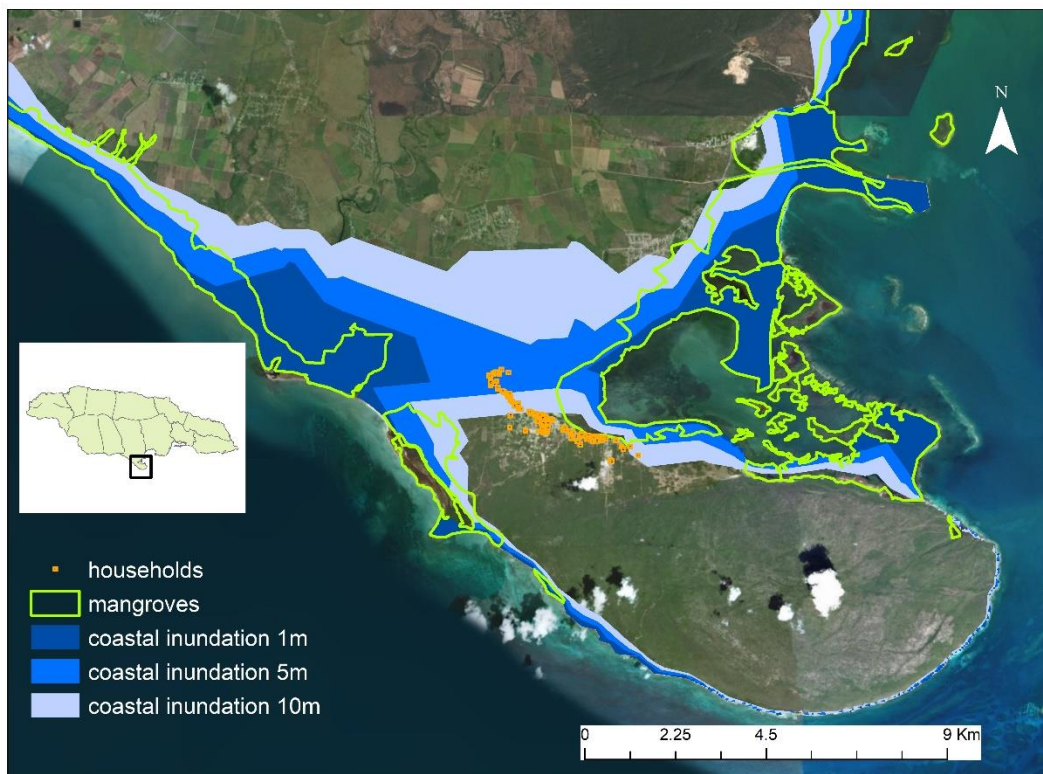 N
households
mangroves
coastal inundation 1m
coastal inundation 5m
coastal inundation 10m
0 2.25 4.5 9 Km